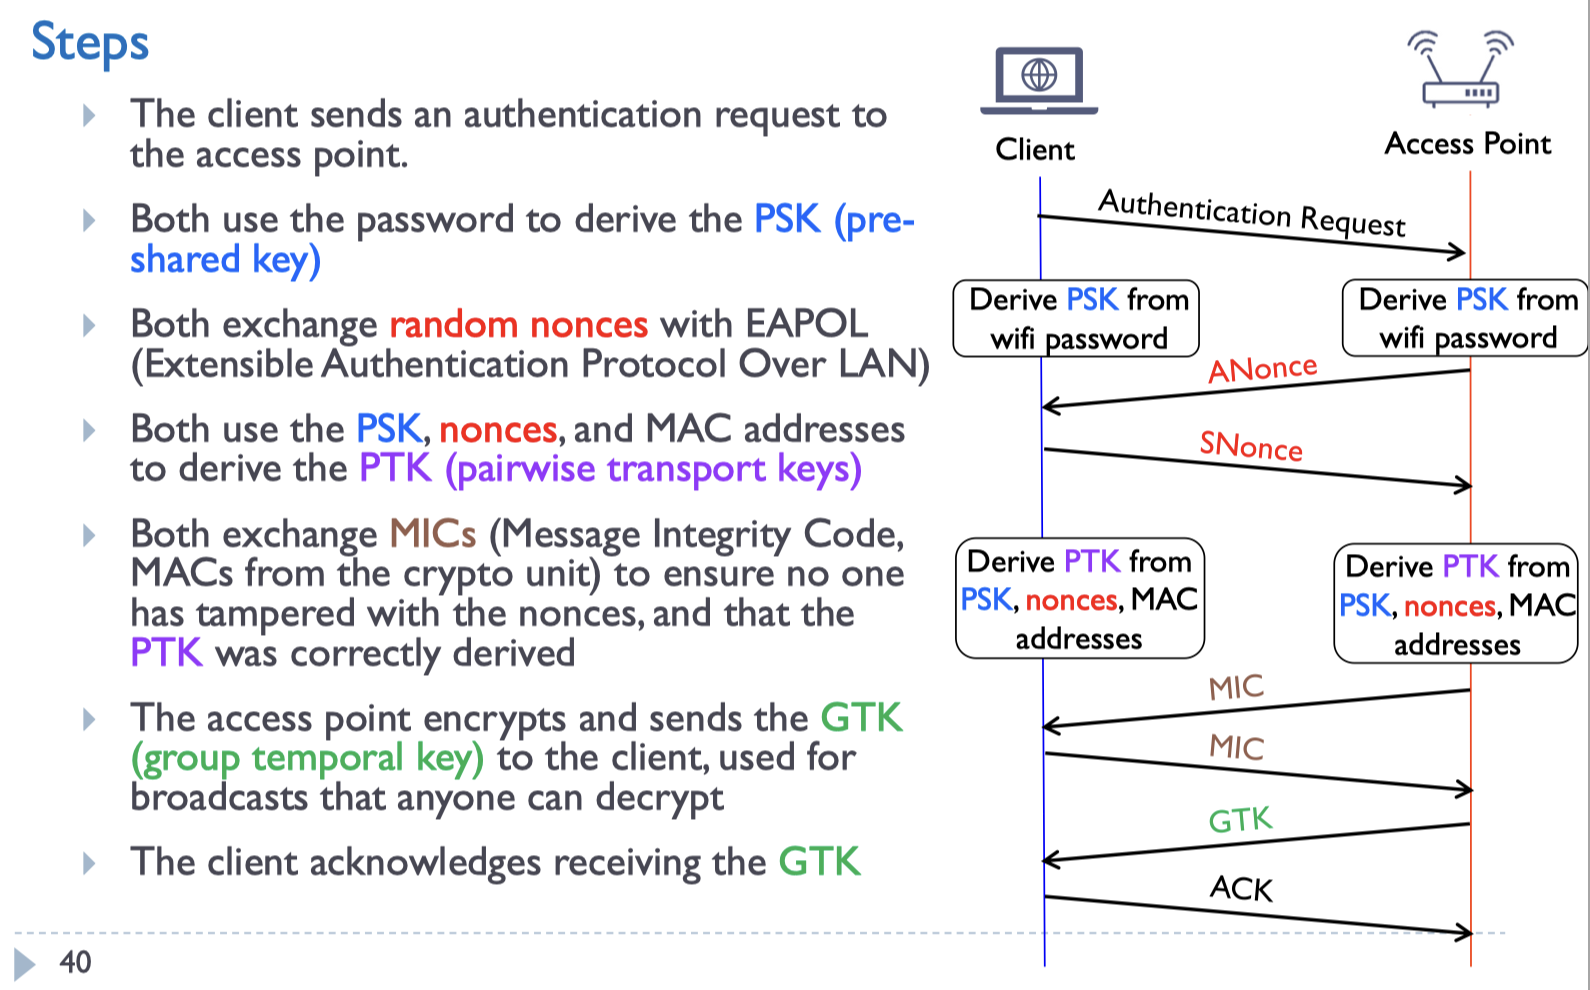 Steps
The client sends an authentication request to
the access point.
Both use the password to derive the PSK (pre-
shared key)
Both exchange random nonces with EAPOL
(Extensible Authentication Protocol Over LAN)
Both use the PSK, nonces, and MAC addresses
to derive the PTK (pairwise transport keys)
Both exchange MICs (Message Integrity Code,
MACs from the crypto unit) to ensure no one
has tampered with the nonces, and that the
PTK was correctly derived
The access point encrypts and sends the GTK
(group temporal key) to the client, used for
broadcasts that anyone can decrypt
The client acknowledges receiving the GTK
40
Client
Access Point
Authentication Request
Derive PSK from
wifi password
Derive PSK from
wifi password
ANonce
SNonce
Derive PTK from
PSK, nonces, MAC
addresses
Derive PTK from
PSK, nonces, MAC
addresses
MIC
MIC
GTK
ACK